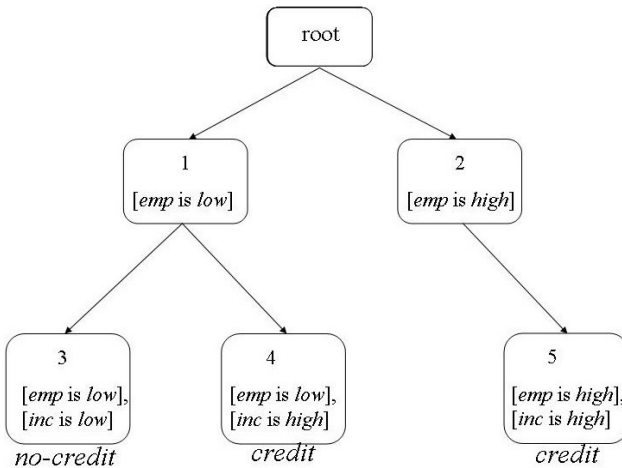 root
1
[emp is low]
2
[emp is high]
3
[emp is low],
[inc is low]
no-credit
4
[emp is low],
[inc is high]
credit
5
[emp is high],
[inc is high]
credit